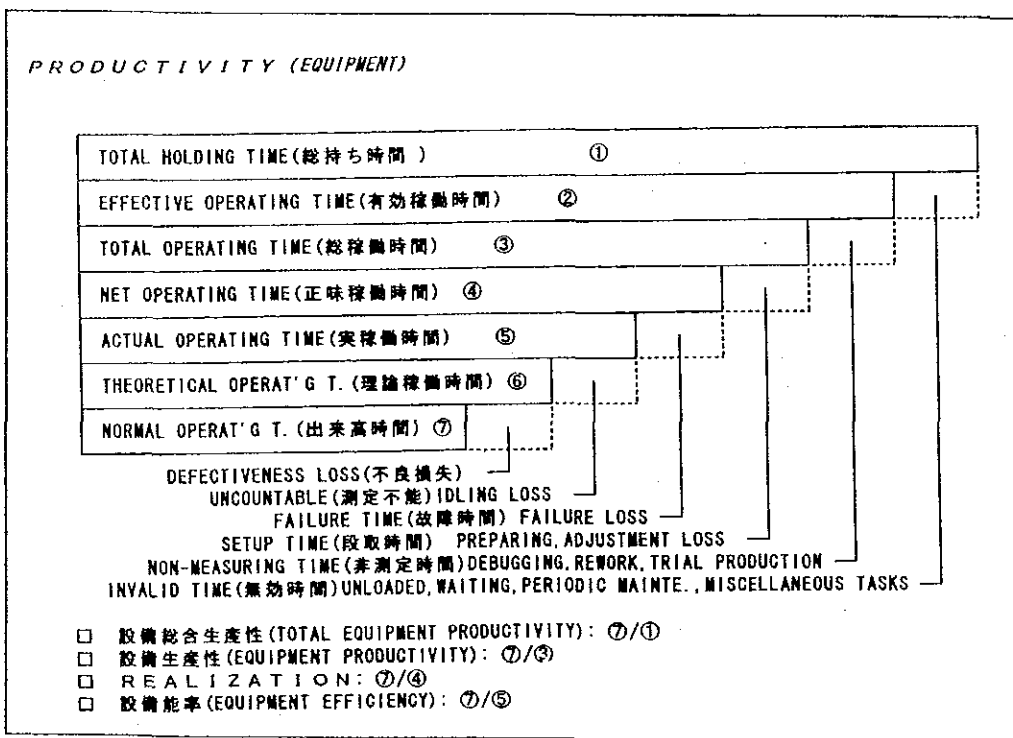 PRODUCTIVITY (EQUIPMENT)
TOTAL HOLDING TIME(総持ち時間 ) ①
EFFECTIVE OPERATING TIME(有効稼働時間) ②
TOTAL OPERATING TIME(総稼働時間) ③
NET OPERATING TIME(正味稼働時間) ④
ACTUAL OPERATING TIME(実稼働時間) ⑤
THEORETICAL OPERAT'G T.(理論稼働時間) ⑥
NORMAL OPERAT'G T.(出来高時間) ⑦
DEFECTIVENESS LOSS(不良損失)
UNCOUNTABLE(測定不能)IDLING LOSS
FAILURE TIME(故障時間) FAILURE LOSS
SETUP TIME(段取時間) PREPARING,ADJUSTMENT LOSS
NON-MEASURING TIME(非測定時間)DEBUGGING,REWORK,TRIAL PRODUCTION
INVALID TIME(無効時間)UNLOADED,WAITING,PERIODIC MAINTE.,MISCELLANEOUS TASKS
□ 設備総合生産性(TOTAL EQUIPMENT PRODUCTIVITY): ⑦/①
□ 設備生産性(EQUIPMENT PRODUCTIVITY): ⑦/③
□ REALIZATION: ⑦/④
□ 設備能率(EQUIPMENT EFFICIENCY): ⑦/⑤